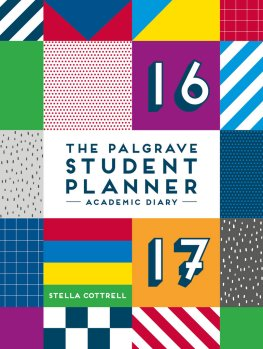 16
THE PALGRAVE
STUDENT
PLANNER
ACADEMIC DIARY
17
STELLA COTTRELL